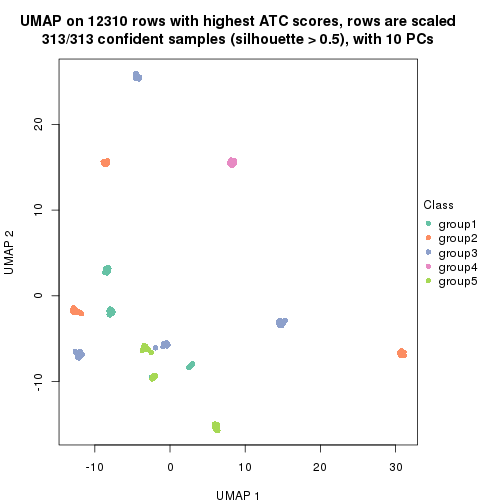 UMAP on 12310 rows with highest ATC scores, rows are scaled
313/313 confident samples (silhouette > 0.5), with 10 PCs
20
10
0
-10
UMAP 2
Class
group1
group2
group3
group4
group5
-10 0 10 20 30
UMAP 1